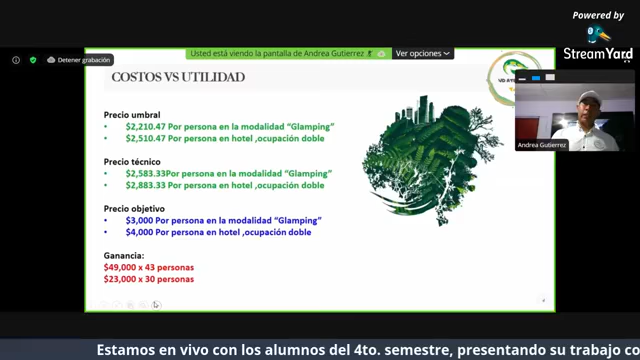 Powered by
StreamYard
Usted está viendo la pantalla de Andrea Gutierrez
Ver opciones
Detener grabación
COSTOS VS UTILIDAD
Andrea Gutierrez
Precio umbral
• $2,210.47 Por persona en la modalidad “Glamping”
• $2,510.47 Por persona en hotel ,ocupación doble
Precio técnico
• $2,583.33Por persona en la modalidad “Glamping”
• $2,883.33 Por persona en hotel ,ocupación doble
Precio objetivo
• $3,000 Por persona en la modalidad “Glamping”
• $4,000 Por persona en hotel ,ocupación doble
Ganancia:
$49,000 x 43 personas
$23,000 x 30 personas
Estamos en vivo con los alumnos del 4to. semestre, presentando su trabajo co